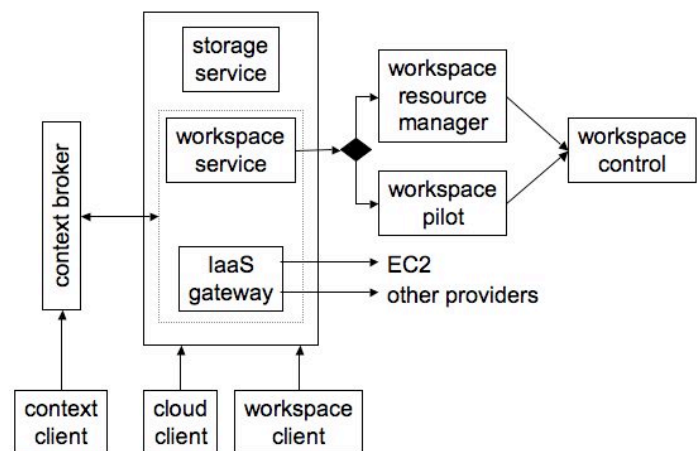 storage
service
workspace
service
IaaS
gateway
workspace
resource
manager
workspace
pilot
workspace
control
EC2
other providers
context broker
context
client
cloud
client
workspace
client